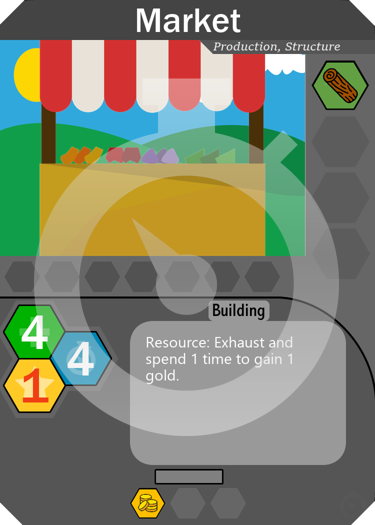 Market
Production, Structure
4
4
1
Building
Resource: Exhaust and
spend 1 time to gain 1
gold.